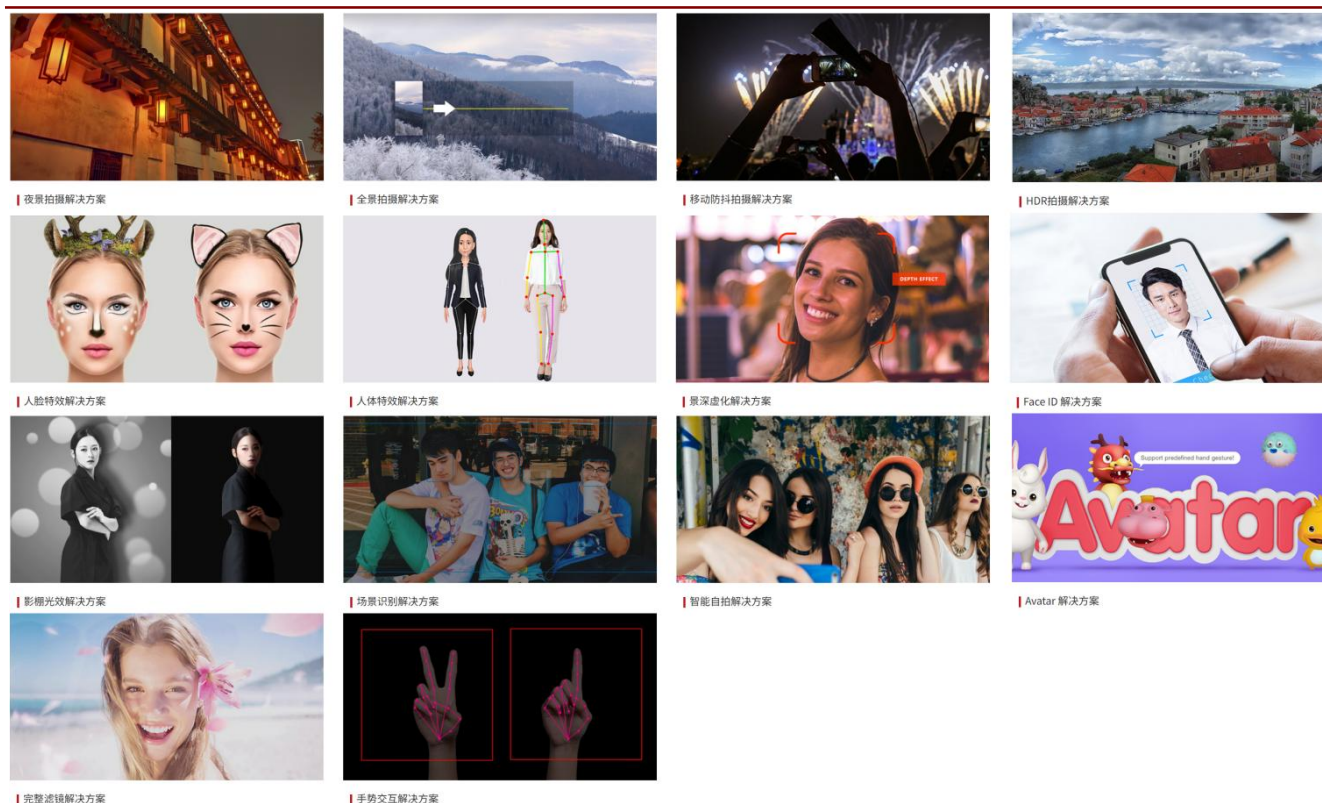 夜景拍摄解决方案
全景拍摄解决方案
移动防抖拍摄解决方案
HDR拍摄解决方案
DEPTH EFFECT
人脸特效解决方案
人体特效解决方案
景深虚化解决方案
Face ID 解决方案
Support predefined hand gesture!
Avatar
影棚光效解决方案
场景识别解决方案
智能自拍解决方案
Avatar 解决方案
完整滤镜解决方案
手势交互解决方案